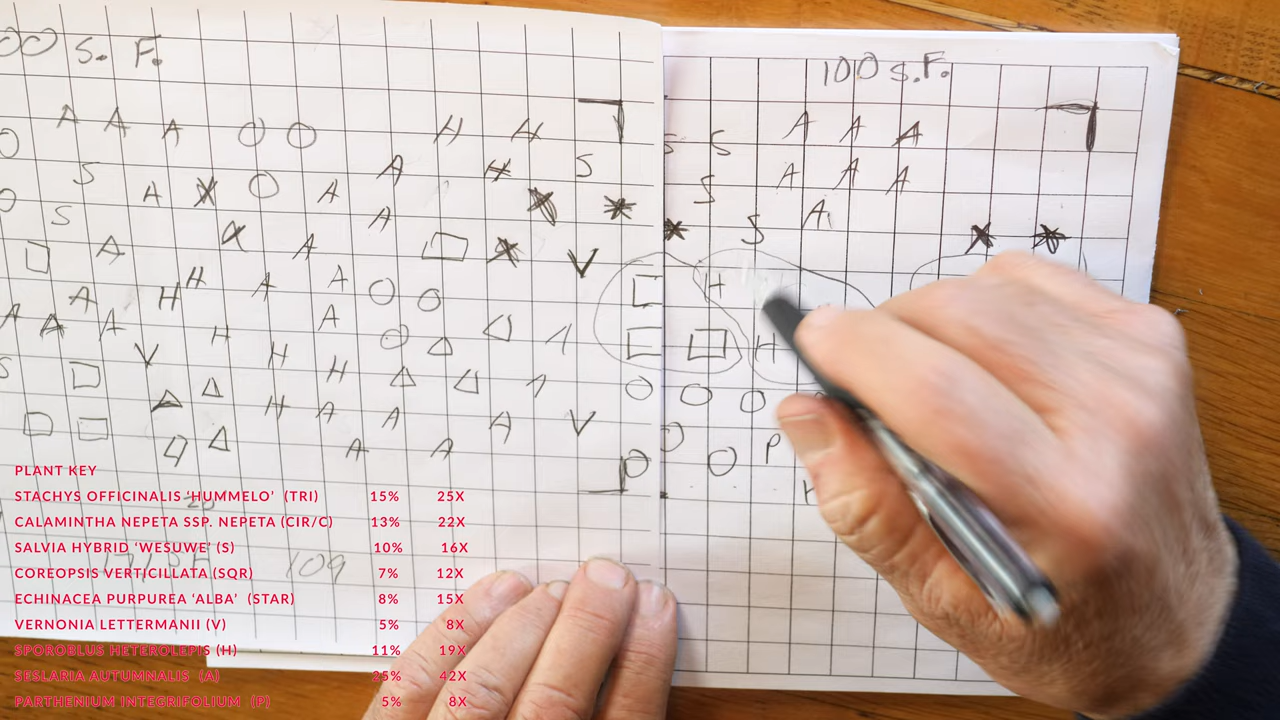 00 S. F.
100 S.F.
A A A O O H H
S S A A A
S A O A A H S
S A A A
S A A
S A V
A H H A A O O H
A A A H A O
V H H H
H A A A V
A A O O P
PLANT KEY
STACHYS OFFICINALIS ‘HUMMELO’ (TRI) 15% 25X
CALAMINTHA NEPETA SSP. NEPETA (CIR/C) 13% 22X
SALVIA HYBRID ‘WESUWE’ (S) 10% 16X
COREOPSIS VERTICILLATA (SQR) 7% 12X
109
ECHINACEA PURPUREA ‘ALBA’ (STAR) 8% 15X
VERNONIA LETTERMANII (V) 5% 8X
SPOROBLUS HETEROLEPIS (H) 11% 19X
SESLARIA AUTUMNALIS (A) 25% 42X
PARTHENIUM INTEGRIFOLIUM (P) 5% 8X